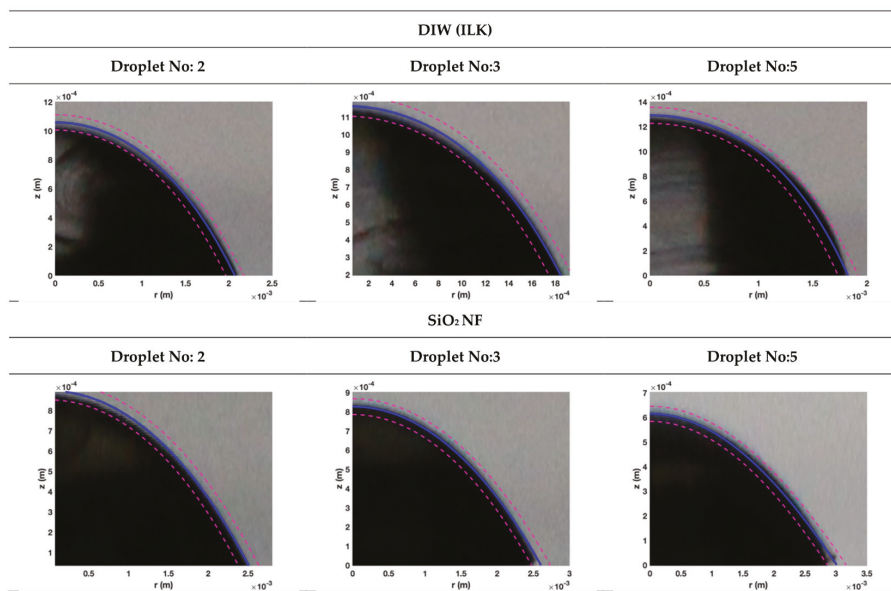 DIW (ILK)
Droplet No: 2 Droplet No:3 Droplet No:5
×10⁻⁴ ×10⁻⁴ ×10⁻⁴
12 10 8 6 4 2 0
z (m)
0 0.5 1 1.5 2 2.5
r (m) ×10⁻³
11 10 9 8 7 6 5 4 3 2
z (m)
2 4 6 8 10 12 14 16 18
r (m) ×10⁻⁴
14 12 10 8 6 4 2 0
z (m)
0 0.5 1 1.5 2
r (m) ×10⁻³
SiO₂ NF
Droplet No: 2 Droplet No:3 Droplet No:5
×10⁻⁴ ×10⁻⁴ ×10⁻⁴
8 7 6 5 4 3 2 1
z (m)
0.5 1 1.5 2 2.5
r (m) ×10⁻³
9 8 7 6 5 4 3 2 1 0
z (m)
0 0.5 1 1.5 2 2.5 3
r (m) ×10⁻³
7 6 5 4 3 2 1 0
z (m)
0 0.5 1 1.5 2 2.5 3 3.5
r (m) ×10⁻³